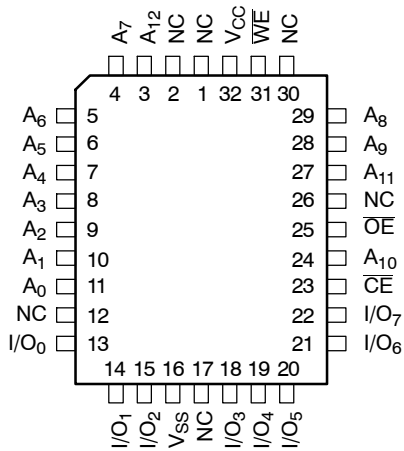 A7 A12 NC NC VCC WE NC
4 3 2 1 32 31 30
A6 5 29 A8
A5 6 28 A9
A4 7 27 A11
A3 8 26 NC
A2 9 25 OE
A1 10 24 A10
A0 11 23 CE
NC 12 22 I/O7
I/O0 13 21 I/O6
14 15 16 17 18 19 20
I/O1 I/O2 VSS NC I/O3 I/O4 I/O5